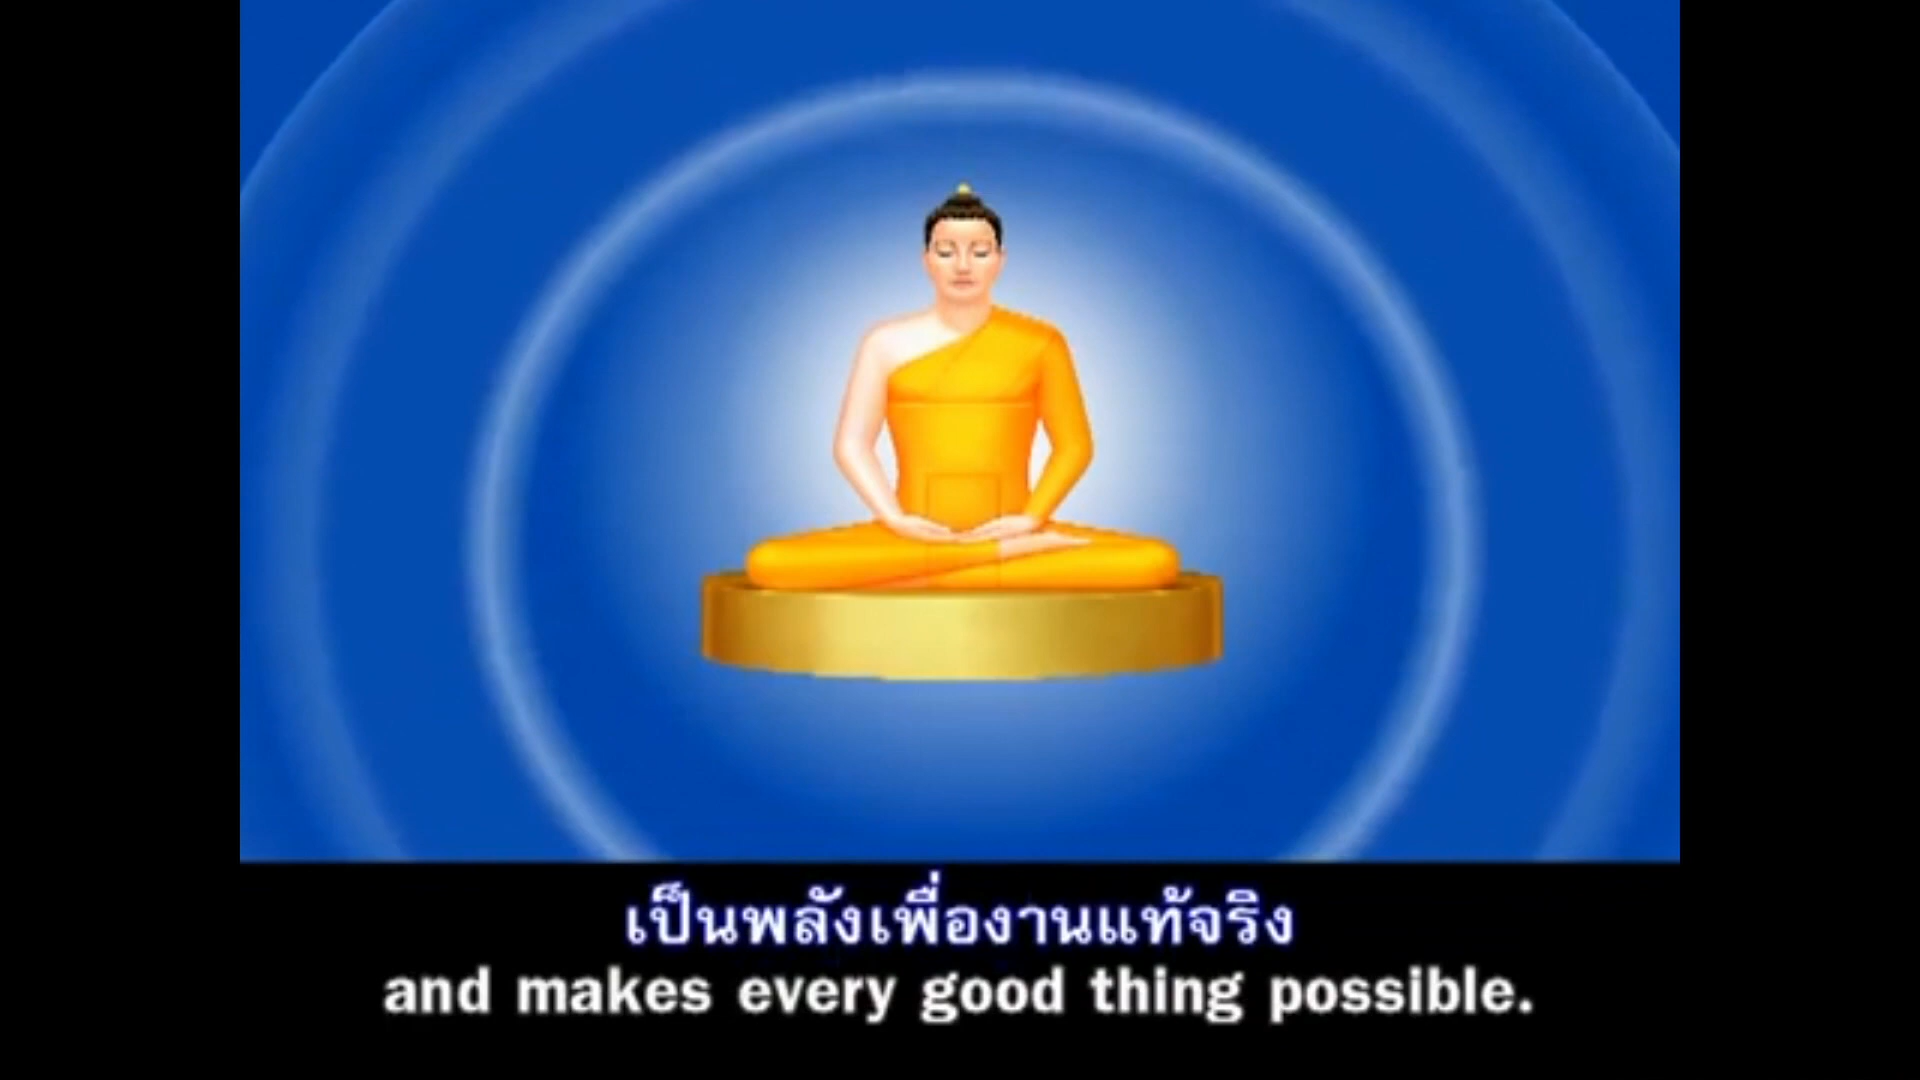 เป็นพลังเพื่องานแท้จริง
and makes every good thing possible.